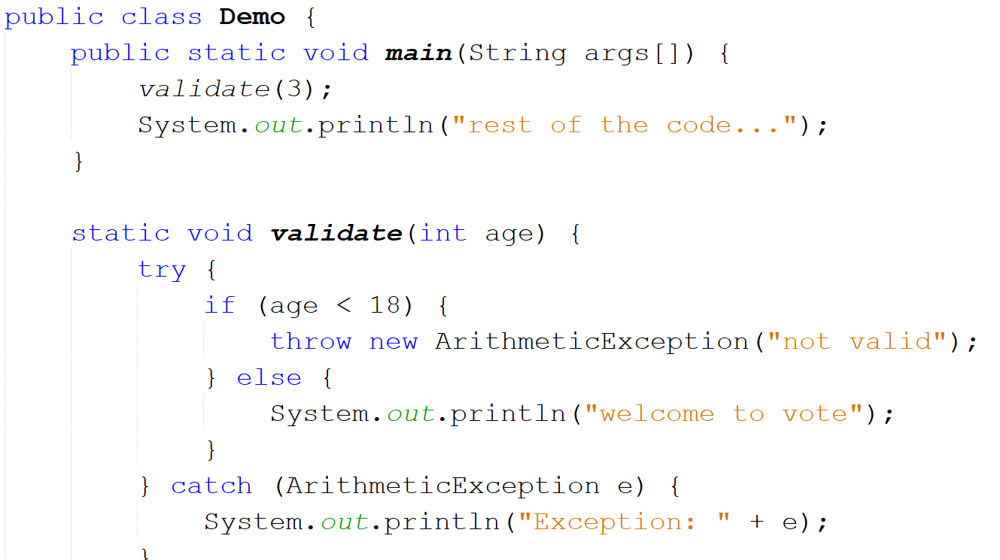 public class Demo {
public static void main(String args[]) {
validate(3);
System.out.println("rest of the code...");
}
static void validate(int age) {
try {
if (age < 18) {
throw new ArithmeticException("not valid");
} else {
System.out.println("welcome to vote");
}
} catch (ArithmeticException e) {
System.out.println("Exception: " + e);
}